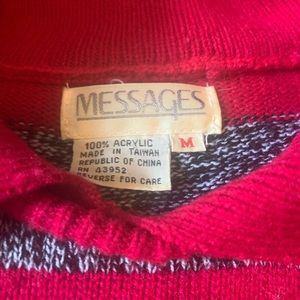 MESSAGES
M
100% ACRYLIC
MADE IN TAIWAN
REPUBLIC OF CHINA
RN 43952
REVERSE FOR CARE